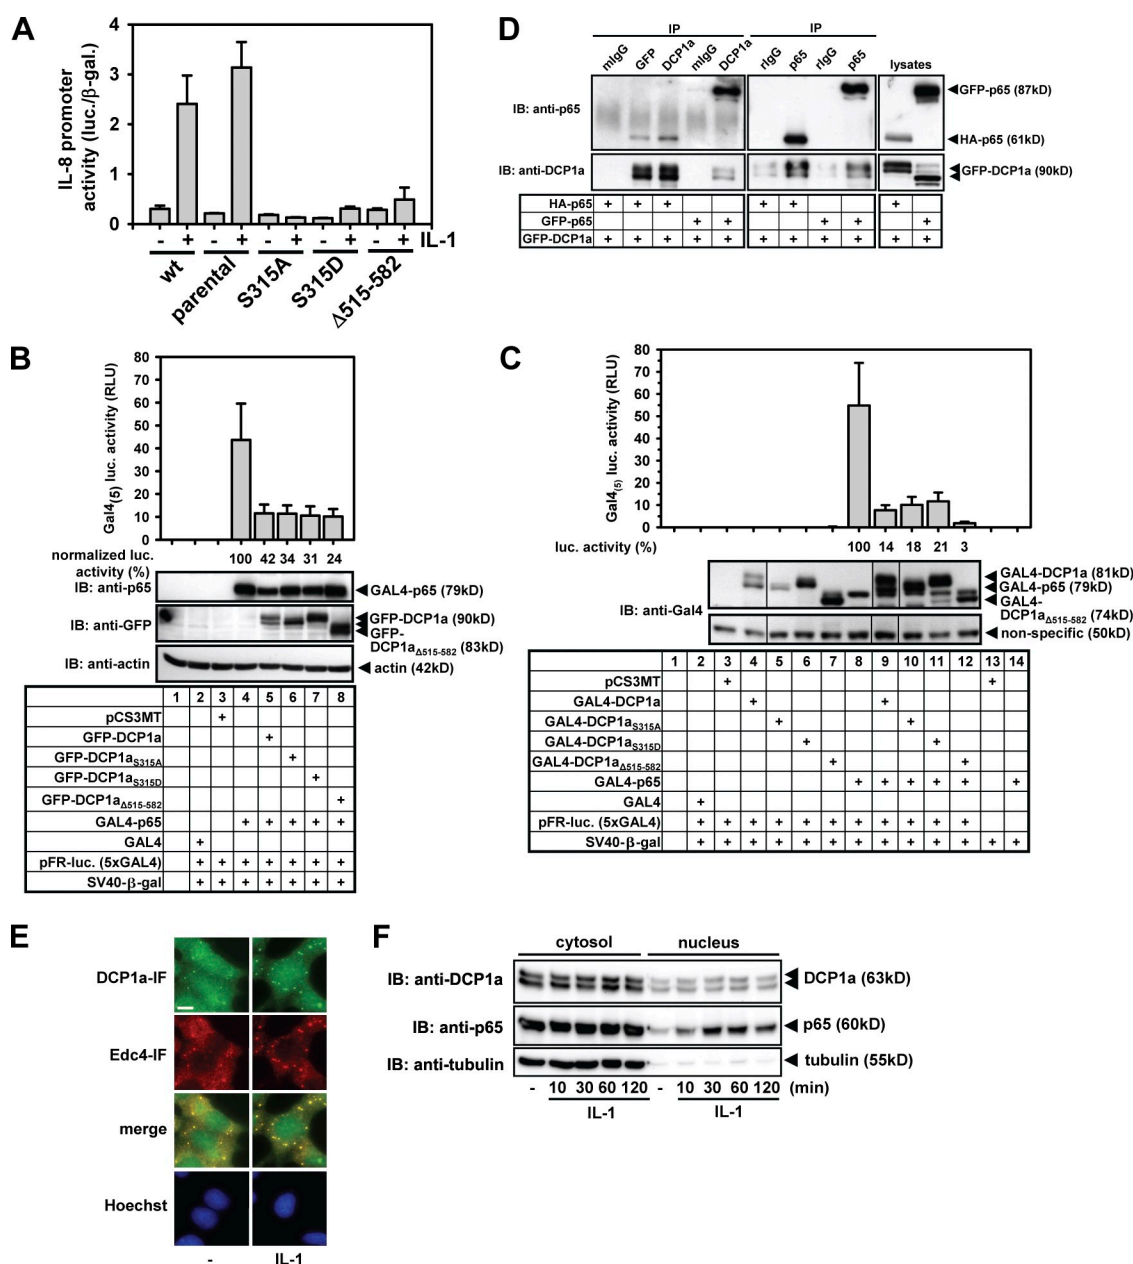 A
IL-8 promoter
activity (luc./β-gal.)
4
3
2
1
0
- + - + - + - + - + IL-1
wt
parental
S315A
S315D
Δ515-582
D
IP
IP
mIgG
GFP
DCP1a
mIgG
DCP1a
rIgG
p65
rIgG
p65
lysates
IB: anti-p65
GFP-p65 (87kD)
HA-p65 (61kD)
IB: anti-DCP1a
GFP-DCP1a (90kD)
HA-p65 + + + + + +
GFP-p65 + + + + +
GFP-DCP1a + + + + + + + + + + +
B
Gal4(5) luc. activity (RLU)
80
70
60
50
40
30
20
10
0
normalized luc.
activity (%)
100 42 34 31 24
IB: anti-p65
GAL4-p65 (79kD)
IB: anti-GFP
GFP-DCP1a (90kD)
GFP-
DCP1aΔ515-582 (83kD)
IB: anti-actin
actin (42kD)
1 2 3 4 5 6 7 8
pCS3MT +
GFP-DCP1a +
GFP-DCP1aS315A +
GFP-DCP1aS315D +
GFP-DCP1aΔ515-582 +
GAL4-p65 + + + + +
GAL4 +
pFR-luc. (5xGAL4) + + + + + + +
SV40-β-gal + + + + + + +
C
Gal4(5) luc. activity (RLU)
80
70
60
50
40
30
20
10
0
luc. activity (%) 100 14 18 21 3
IB: anti-Gal4
GAL4-DCP1a (81kD)
GAL4-p65 (79kD)
GAL4-
DCP1aΔ515-582 (74kD)
non-specific (50kD)
1 2 3 4 5 6 7 8 9 10 11 12 13 14
pCS3MT + +
GAL4-DCP1a + +
GAL4-DCP1aS315A + +
GAL4-DCP1aS315D + +
GAL4-DCP1aΔ515-582 + +
GAL4-p65 + + + + + +
GAL4 +
pFR-luc. (5xGAL4) + + + + + + + + + + +
SV40-β-gal + + + + + + + + + + + + +
E
DCP1a-IF
Edc4-IF
merge
Hoechst
- IL-1
F
cytosol nucleus
IB: anti-DCP1a
DCP1a (63kD)
IB: anti-p65
p65 (60kD)
IB: anti-tubulin
tubulin (55kD)
- 10 30 60 120 - 10 30 60 120 (min)
IL-1 IL-1